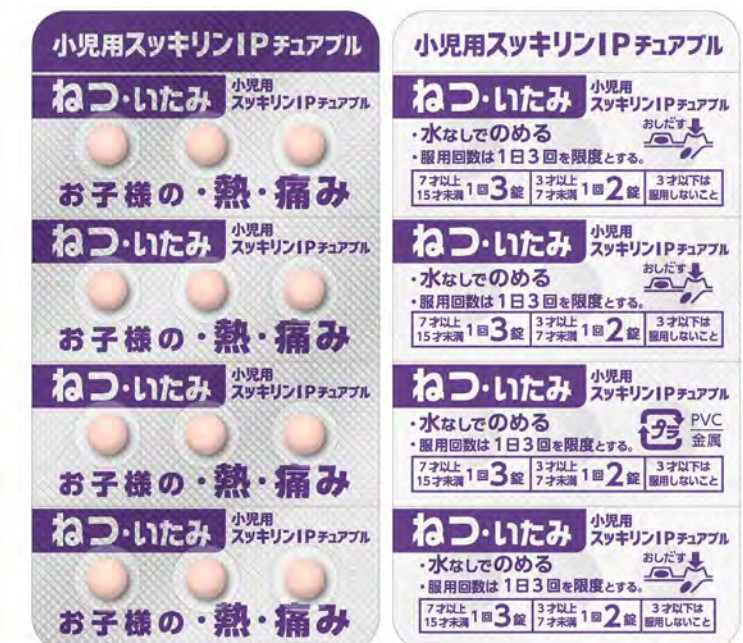 小児用スッキリンIPチュアブル
ねつ・いたみ
小児用
スッキリンIPチュアブル
お子様の・熱・痛み
ねつ・いたみ
小児用
スッキリンIPチュアブル
お子様の・熱・痛み
ねつ・いたみ
小児用
スッキリンIPチュアブル
お子様の・熱・痛み
ねつ・いたみ
小児用
スッキリンIPチュアブル
お子様の・熱・痛み
小児用スッキリンIPチュアブル
ねつ・いたみ
小児用
スッキリンIPチュアブル
・水なしでのめる
おしだす
・服用回数は1日3回を限度とする。
7才以上
15才未満 1回3錠
3才以上
7才未満 1回2錠
3才以下は
服用しないこと
ねつ・いたみ
小児用
スッキリンIPチュアブル
・水なしでのめる
おしだす
・服用回数は1日3回を限度とする。
7才以上
15才未満 1回3錠
3才以上
7才未満 1回2錠
3才以下は
服用しないこと
ねつ・いたみ
小児用
スッキリンIPチュアブル
・水なしでのめる
・服用回数は1日3回を限度とする。
プラ
PVC
金属
7才以上
15才未満 1回3錠
3才以上
7才未満 1回2錠
3才以下は
服用しないこと
ねつ・いたみ
小児用
スッキリンIPチュアブル
・水なしでのめる
おしだす
・服用回数は1日3回を限度とする。
7才以上
15才未満 1回3錠
3才以上
7才未満 1回2錠
3才以下は
服用しないこと